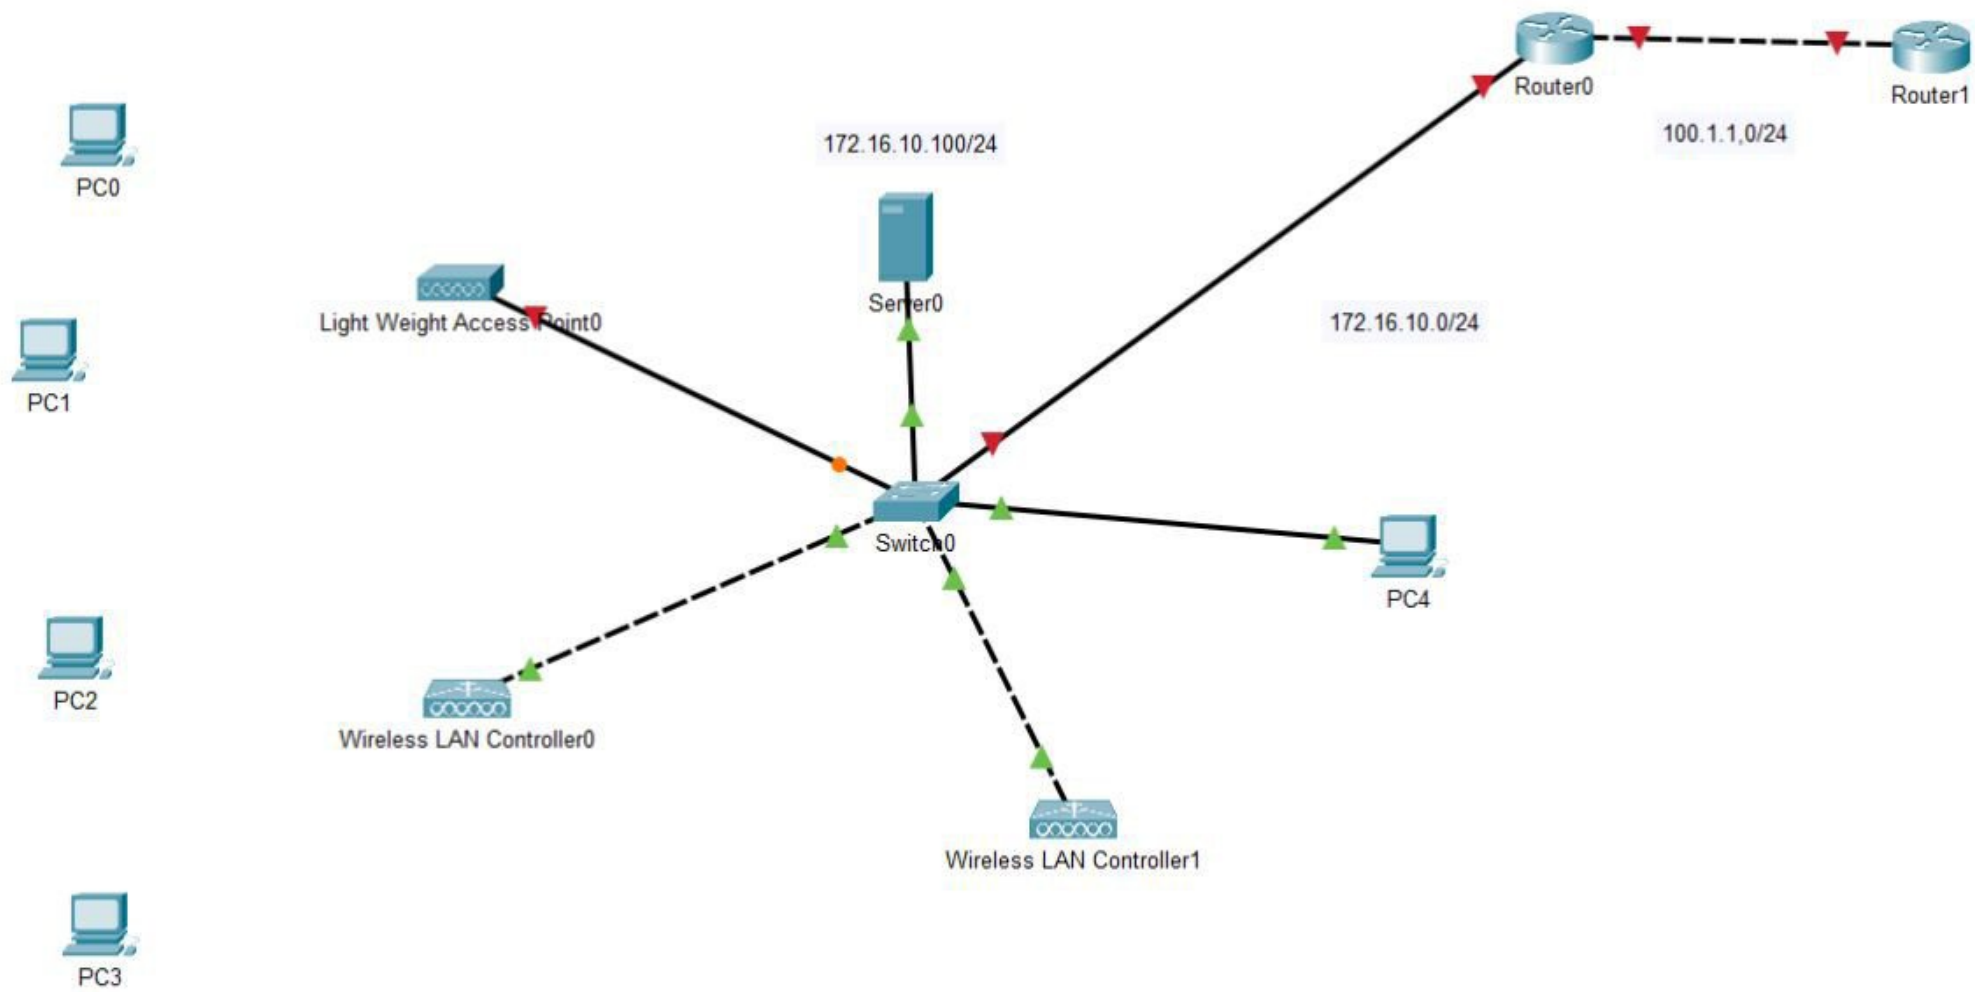 Router0
Router1
100.1.1,0/24
PC0
172.16.10.100/24
Server0
Light Weight Access Point0
172.16.10.0/24
PC1
Switch0
PC4
PC2
Wireless LAN Controller0
Wireless LAN Controller1
PC3